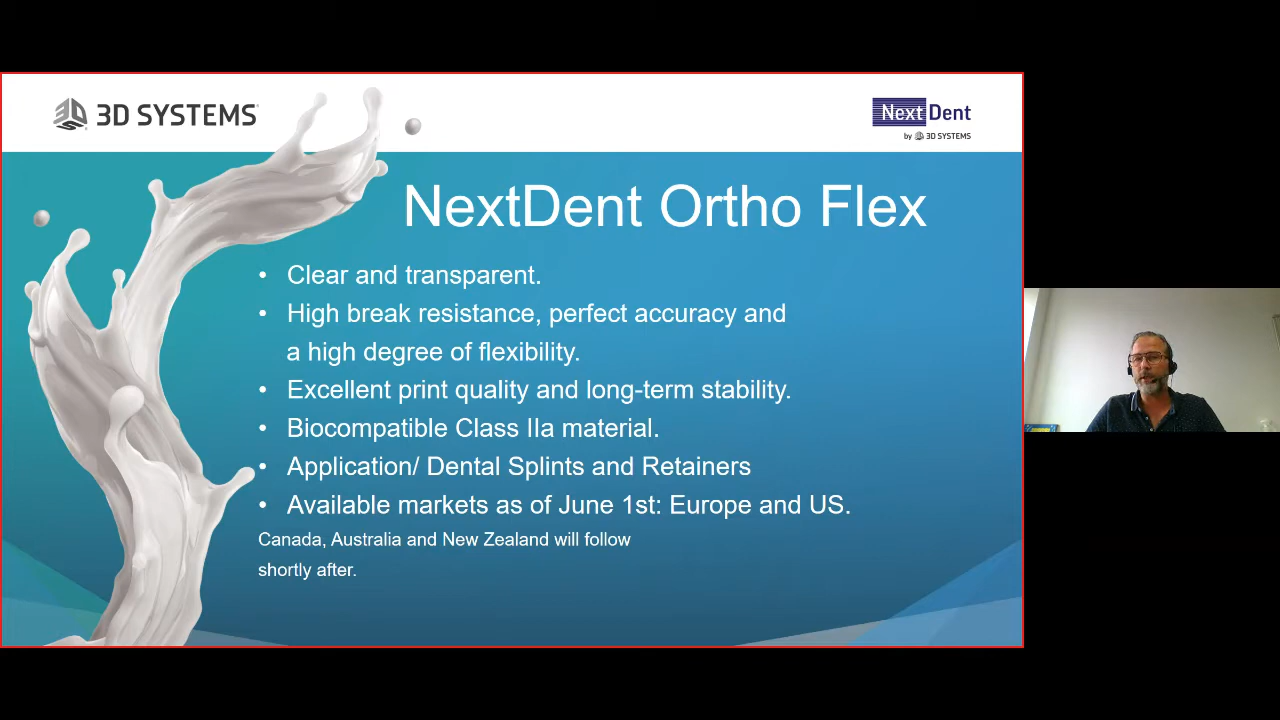 3D SYSTEMS
NextDent
by 3D SYSTEMS
NextDent Ortho Flex
• Clear and transparent.
• High break resistance, perfect accuracy and
a high degree of flexibility.
• Excellent print quality and long-term stability.
• Biocompatible Class IIa material.
• Application/ Dental Splints and Retainers
• Available markets as of June 1st: Europe and US.
Canada, Australia and New Zealand will follow
shortly after.